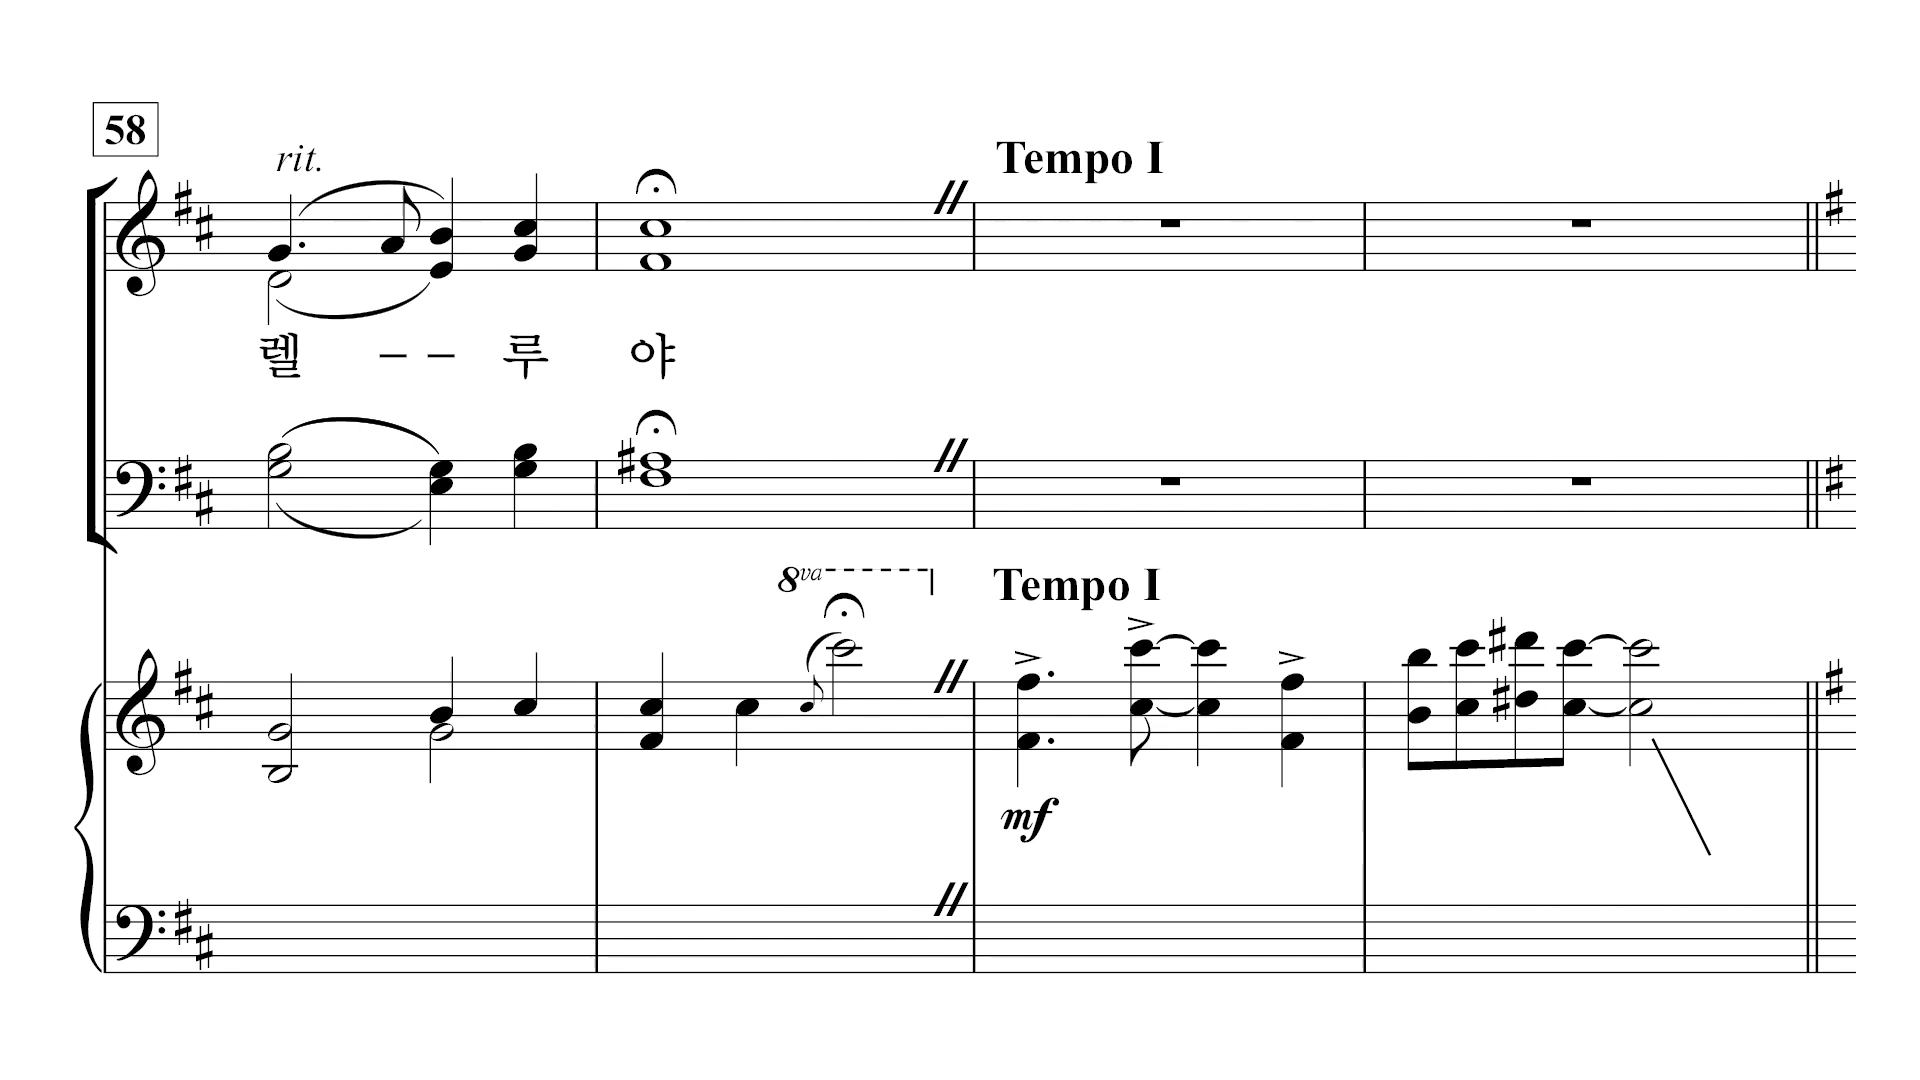 58
rit.
Tempo I
렐 – – 루 야
8va
Tempo I
mf